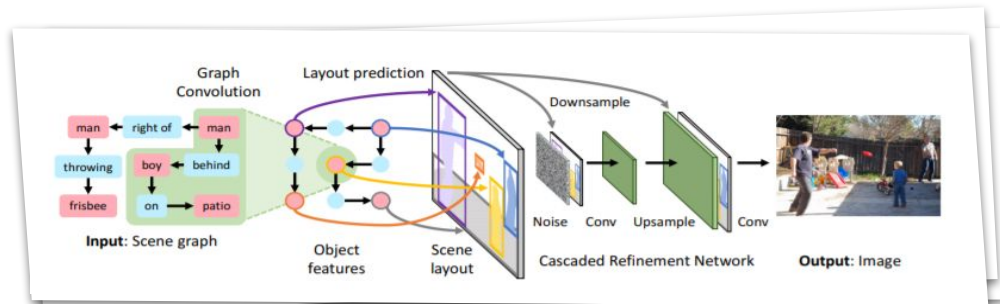 Graph
Convolution
Layout prediction
Downsample
man
right of
man
throwing
boy
behind
frisbee
on
patio
Input: Scene graph
Object
features
Scene
layout
Noise
Conv
Upsample
Conv
Cascaded Refinement Network
Output: Image